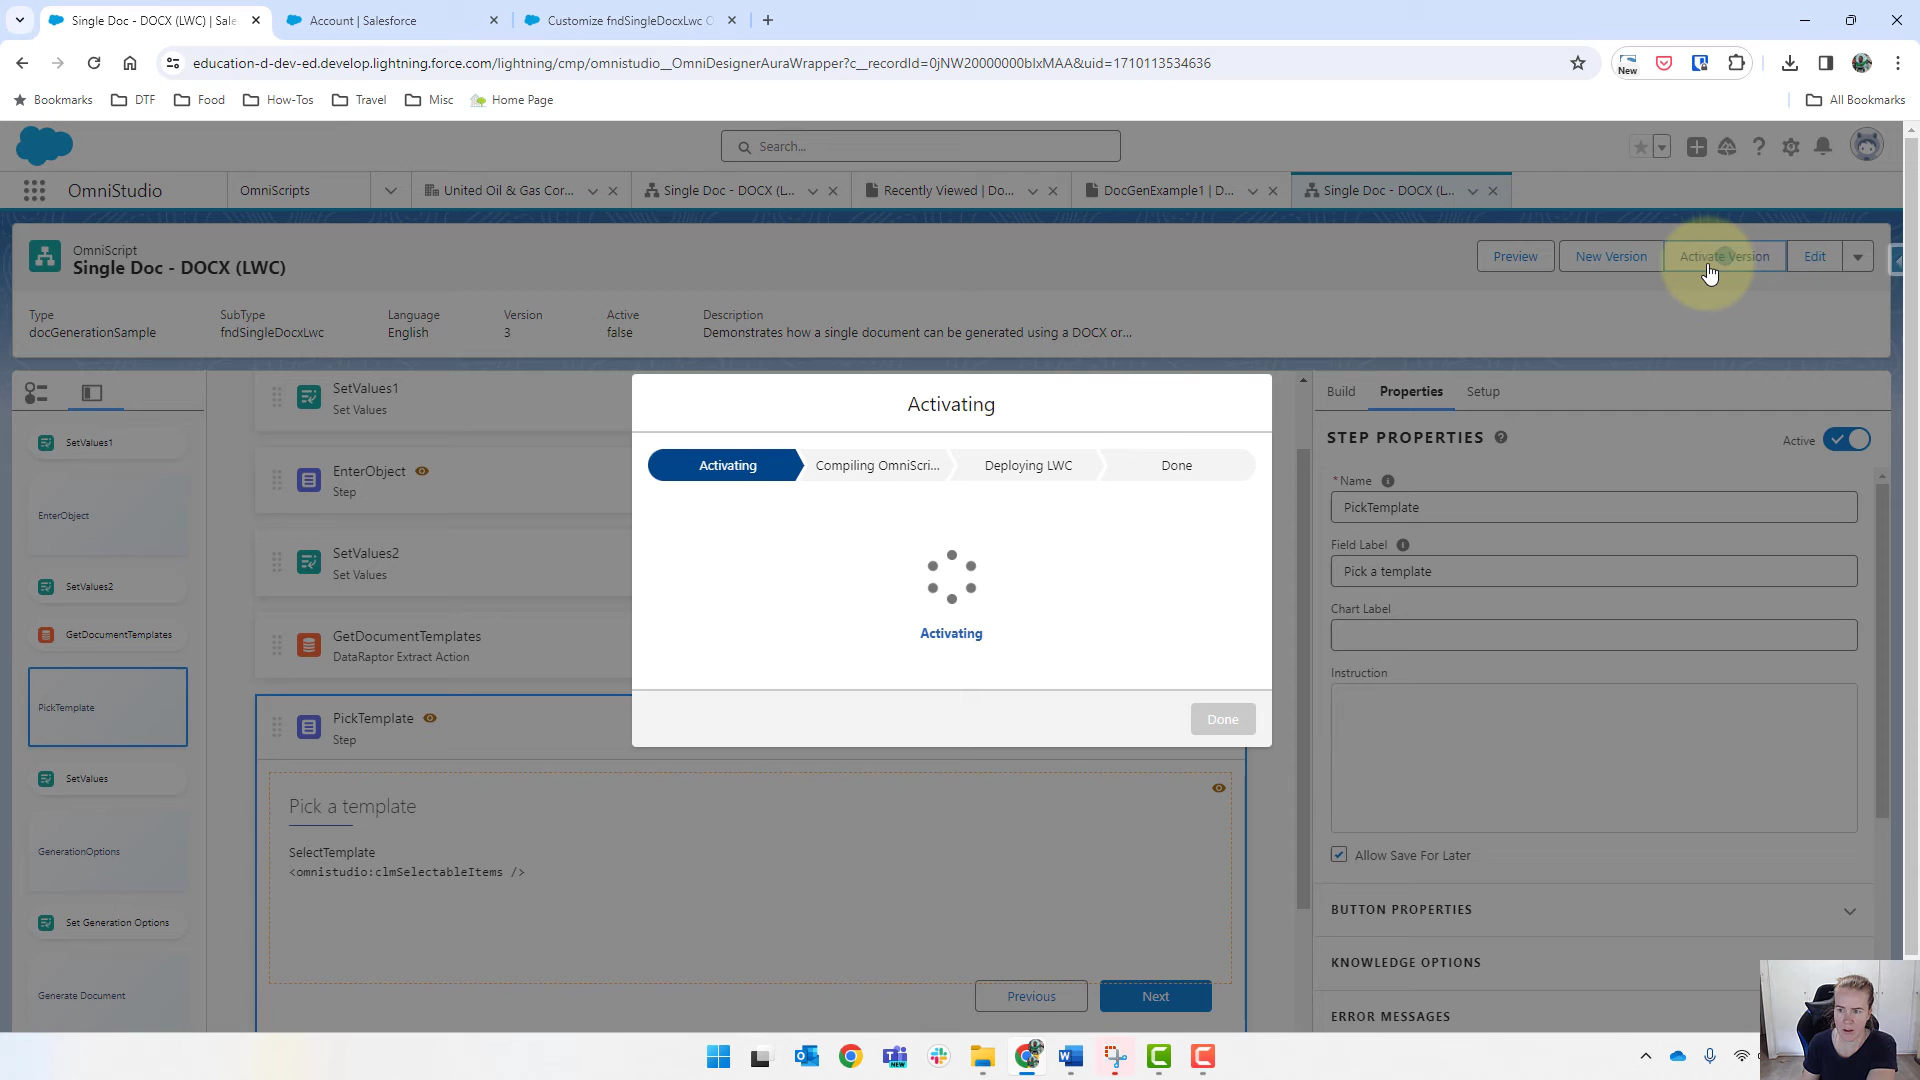 Single Doc - DOCX (LWC) | Sale
Account | Salesforce
Customize fndSingleDocxLwc C
education-d-dev-ed.develop.lightning.force.com/lightning/cmp/omnistudio__OmniDesignerAuraWrapper?c__recordId=0jNW20000000blxMAA&uid=1710113534636
New
Bookmarks
DTF
Food
How-Tos
Travel
Misc
Home Page
All Bookmarks
Search...
OmniStudio
OmniScripts
United Oil & Gas Cor...
Single Doc - DOCX (L...
Recently Viewed | Do...
DocGenExample1 | D...
Single Doc - DOCX (L...
OmniScript
Single Doc - DOCX (LWC)
Preview
New Version
Activate Version
Edit
Type
docGenerationSample
SubType
fndSingleDocxLwc
Language
English
Version
3
Active
false
Description
Demonstrates how a single document can be generated using a DOCX or...
SetValues1
EnterObject
SetValues2
GetDocumentTemplates
PickTemplate
SetValues
GenerationOptions
Set Generation Options
Generate Document
SetValues1
Set Values
EnterObject
Step
SetValues2
Set Values
GetDocumentTemplates
DataRaptor Extract Action
PickTemplate
Step
Pick a template
SelectTemplate
<omnistudio:clmSelectableItems />
Previous
Next
Activating
Activating
Compiling OmniScri...
Deploying LWC
Done
Activating
Done
Build
Properties
Setup
STEP PROPERTIES
Active
* Name
PickTemplate
Field Label
Pick a template
Chart Label
Instruction
Allow Save For Later
BUTTON PROPERTIES
KNOWLEDGE OPTIONS
ERROR MESSAGES